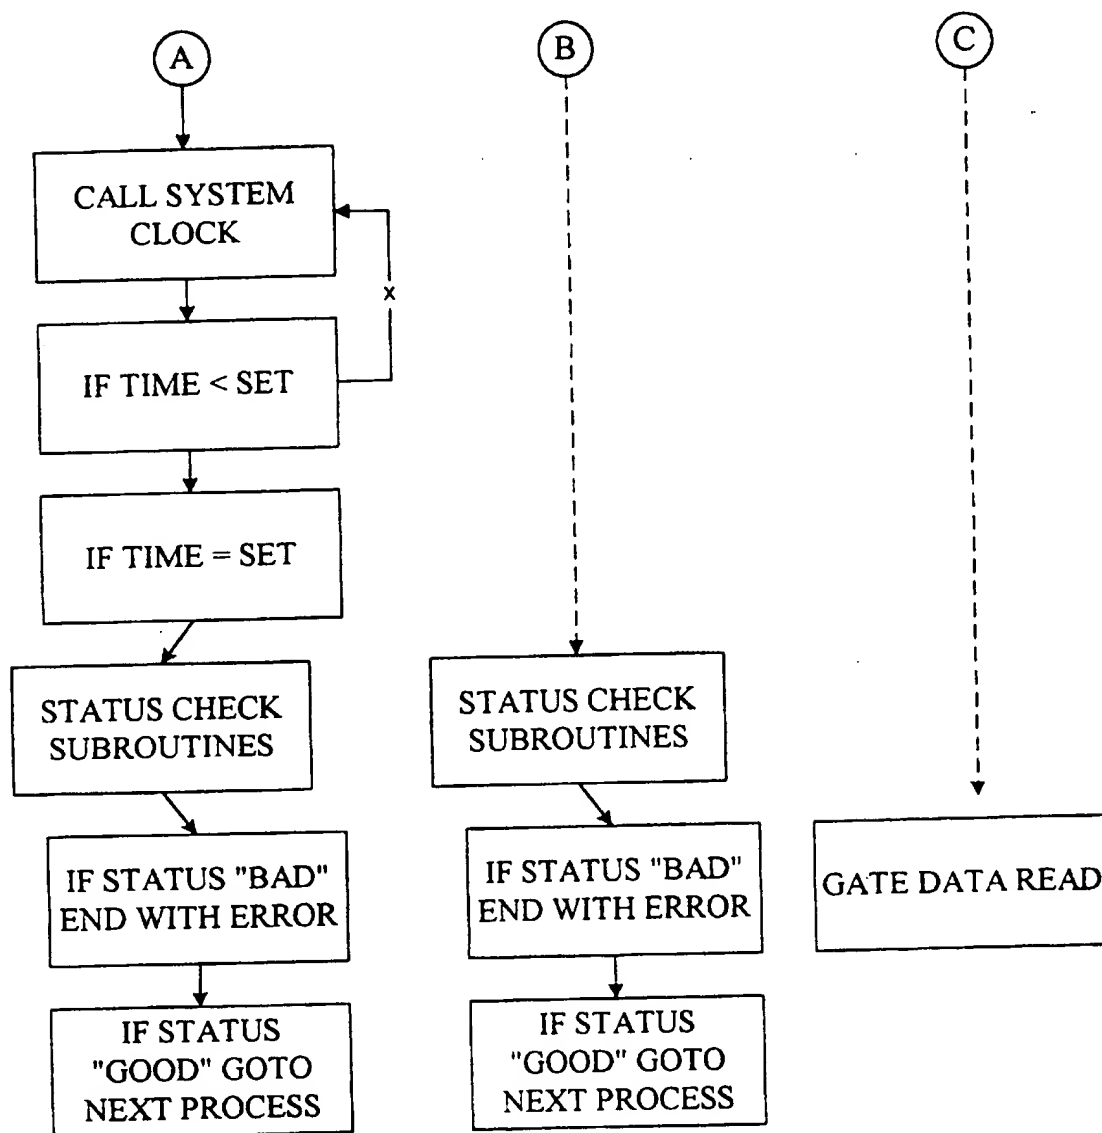 A
B
C
CALL SYSTEM
CLOCK
x
IF TIME < SET
IF TIME = SET
STATUS CHECK
SUBROUTINES
IF STATUS "BAD"
END WITH ERROR
IF STATUS
"GOOD" GOTO
NEXT PROCESS
STATUS CHECK
SUBROUTINES
IF STATUS "BAD"
END WITH ERROR
IF STATUS
"GOOD" GOTO
NEXT PROCESS
GATE DATA READ